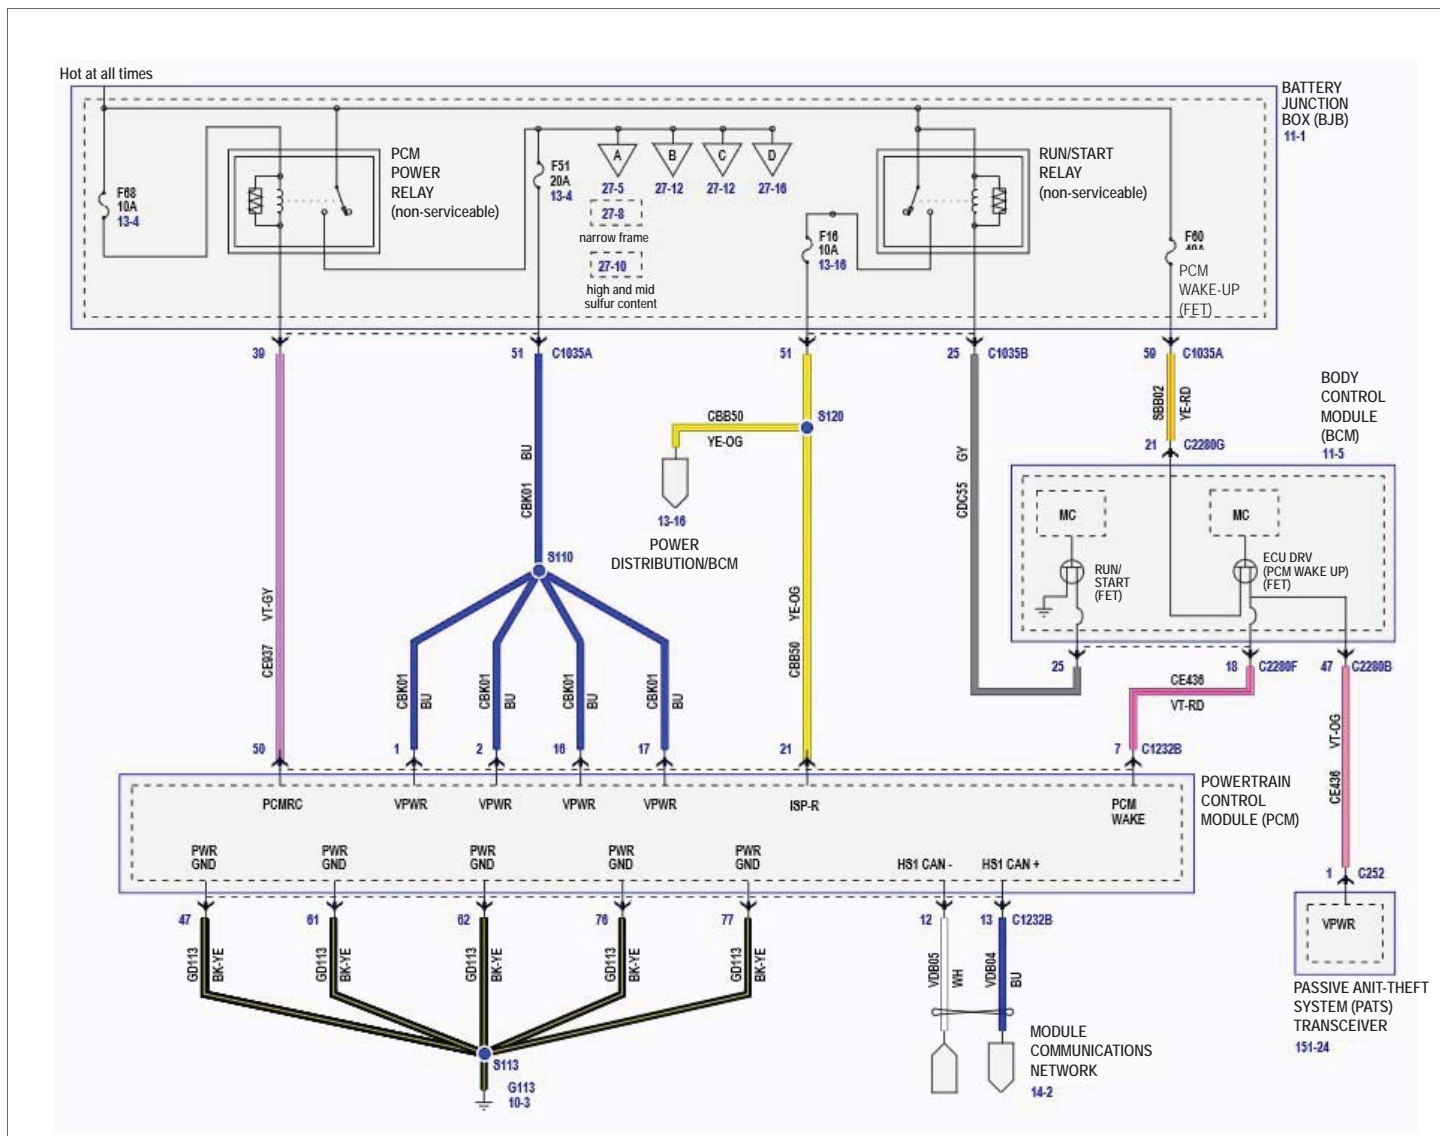 Hot at all times
BATTERY
JUNCTION
BOX (BJB)
11-1
F68
10A
13-4
PCM
POWER
RELAY
(non-serviceable)
F51
20A
13-4
A
B
C
D
27-5
27-12
27-12
27-16
27-8
narrow frame
27-10
high and mid
sulfur content
F16
10A
13-16
RUN/START
RELAY
(non-serviceable)
F60
40A
PCM
WAKE-UP
(FET)
39
51
C1035A
51
25
C1035B
59
C1035A
SBB02
YE-RD
21
C2280G
BODY
CONTROL
MODULE
(BCM)
11-5
CBB50
YE-OG
S120
13-16
POWER
DISTRIBUTION/BCM
BU
CBK01
S110
GY
CDC55
MC
MC
RUN/
START
(FET)
ECU DRV
(PCM WAKE UP)
(FET)
VT-GY
CE937
YE-OG
CBB50
25
18
C2280F
47
C2280B
CE436
VT-RD
VT-OG
CE436
CBK01
BU
CBK01
BU
CBK01
BU
CBK01
BU
50
1
2
16
17
21
7
C1232B
PCMRC
VPWR
VPWR
VPWR
VPWR
ISP-R
PCM
WAKE
POWERTRAIN
CONTROL
MODULE (PCM)
PWR
GND
PWR
GND
PWR
GND
PWR
GND
PWR
GND
HS1 CAN -
HS1 CAN +
47
61
62
76
77
12
13
C1232B
GD113
BK-YE
GD113
BK-YE
GD113
BK-YE
GD113
BK-YE
GD113
BK-YE
VDB05
WH
VDB04
BU
1
C252
VPWR
PASSIVE ANIT-THEFT
SYSTEM (PATS)
TRANSCEIVER
151-24
S113
G113
10-3
MODULE
COMMUNICATIONS
NETWORK
14-2